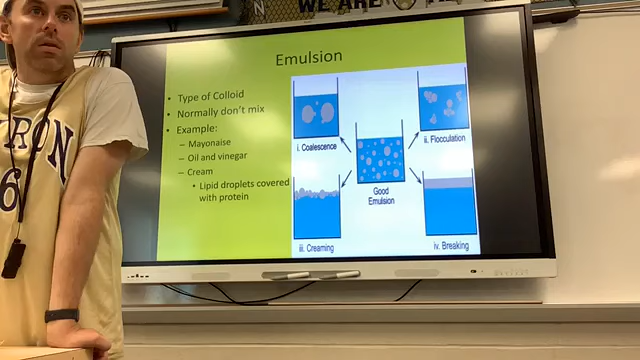 WE ARE
N
Emulsion
• Type of Colloid
• Normally don't mix
• Example:
– Mayonaise
– Oil and vinegar
– Cream
• Lipid droplets covered
with protein
i. Coalescence
ii. Flocculation
Good
Emulsion
iii. Creaming
iv. Breaking
RON
6